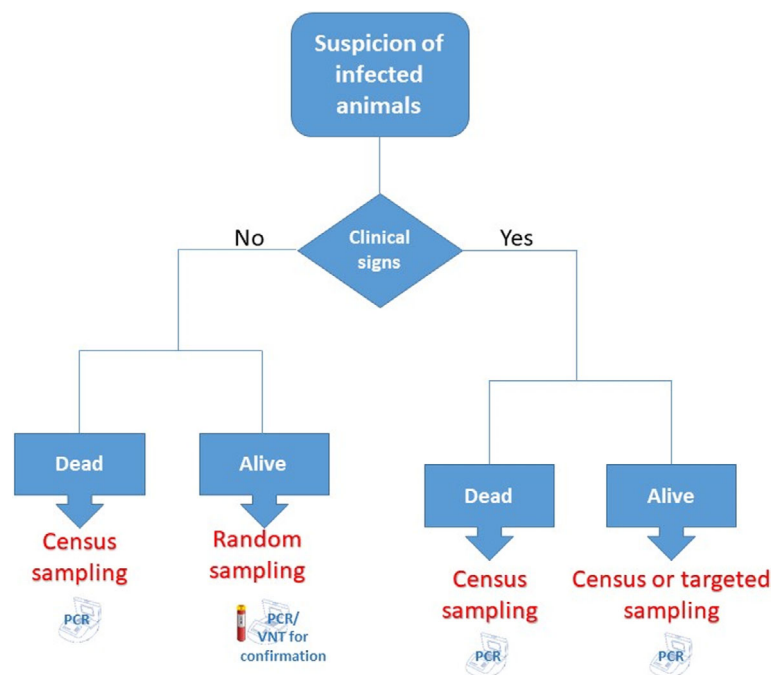 Suspicion of
infected
animals
No
Clinical
signs
Yes
Dead
Alive
Census
sampling
PCR
Random
sampling
PCR/
VNT for
confirmation
Dead
Alive
Census
sampling
PCR
Census or targeted
sampling
PCR